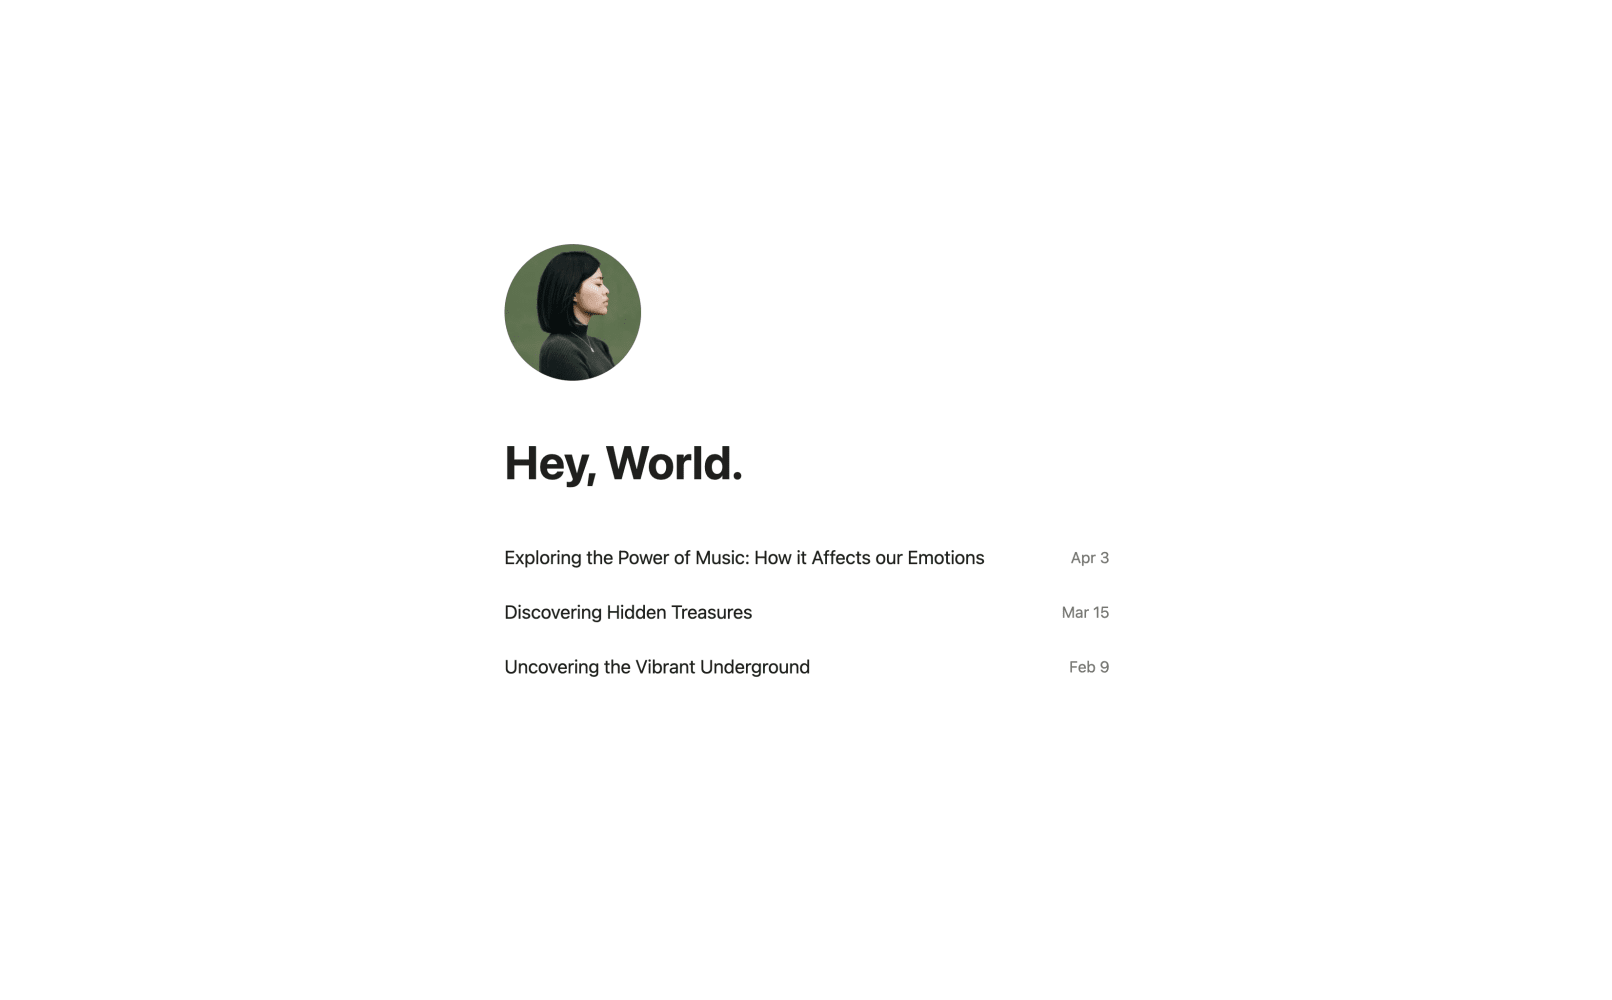 Hey, World.
Exploring the Power of Music: How it Affects our Emotions Apr 3
Discovering Hidden Treasures Mar 15
Uncovering the Vibrant Underground Feb 9